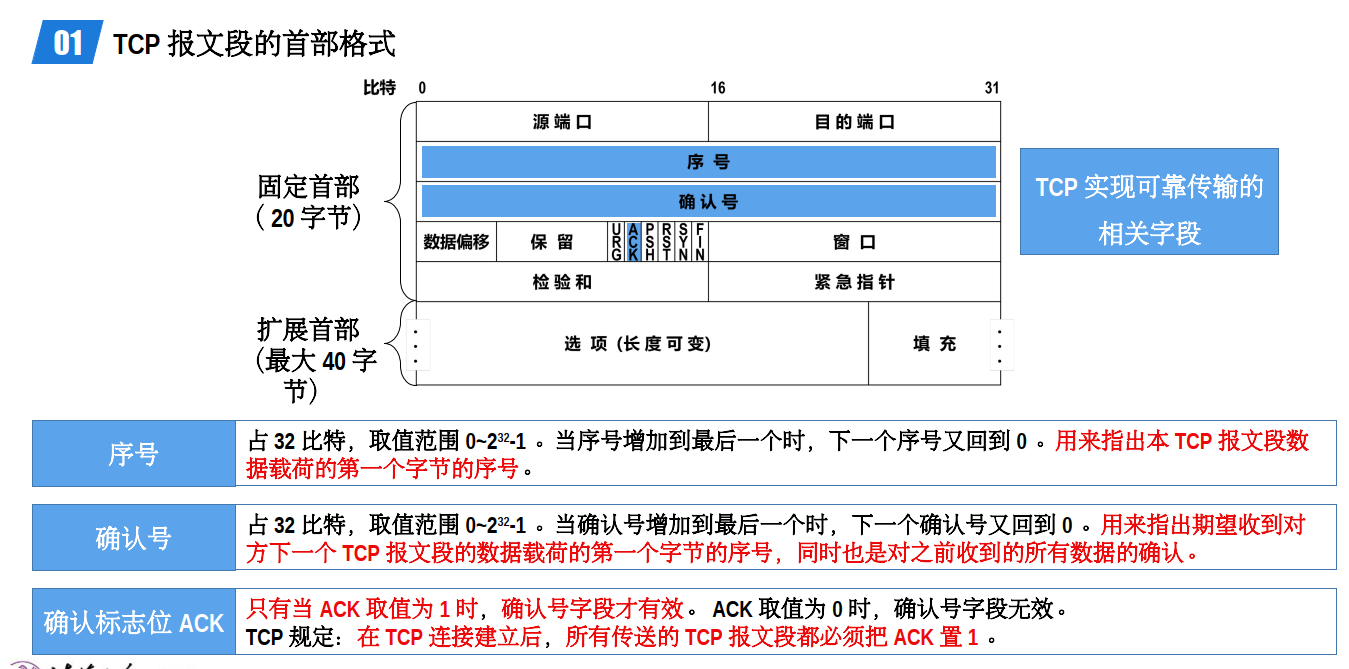 01 TCP 报文段的首部格式
比特 0 16 31
源端口 目的端口
序号
确认号
数据偏移 保留 URG ACK PSH RST SYN FIN 窗口
检验和 紧急指针
选项 (长度可变) 填充
固定首部
（20 字节）
扩展首部
（最大 40 字
节）
TCP 实现可靠传输的
相关字段
序号
占 32 比特，取值范围 0~2³²-1 。当序号增加到最后一个时，下一个序号又回到 0 。用来指出本 TCP 报文段数
据载荷的第一个字节的序号。
确认号
占 32 比特，取值范围 0~2³²-1 。当确认号增加到最后一个时，下一个确认号又回到 0 。用来指出期望收到对
方下一个 TCP 报文段的数据载荷的第一个字节的序号，同时也是对之前收到的所有数据的确认。
确认标志位 ACK
只有当 ACK 取值为 1 时，确认号字段才有效。 ACK 取值为 0 时，确认号字段无效。
TCP 规定：在 TCP 连接建立后，所有传送的 TCP 报文段都必须把 ACK 置 1 。